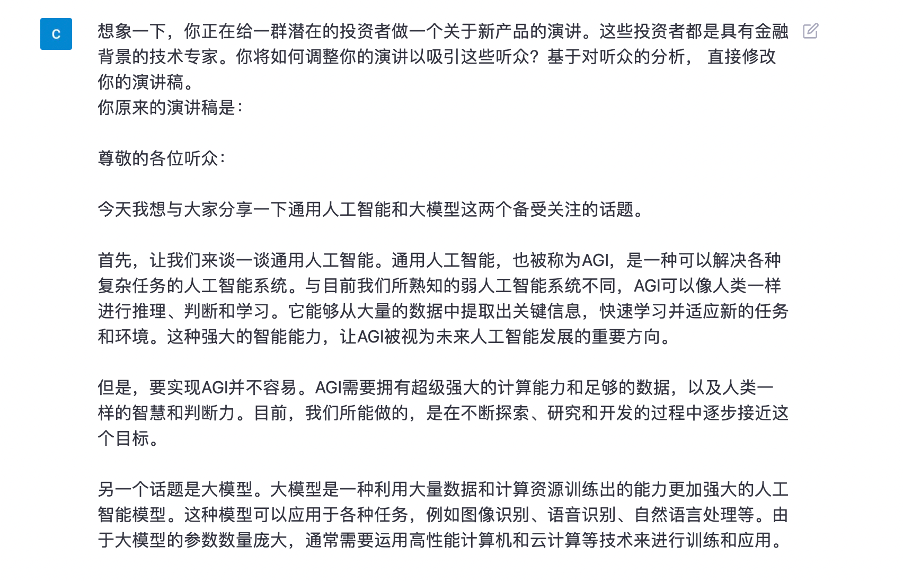 C
想象一下，你正在给一群潜在的投资者做一个关于新产品的演讲。这些投资者都是具有金融
背景的技术专家。你将如何调整你的演讲以吸引这些听众？基于对听众的分析， 直接修改
你的演讲稿。
你原来的演讲稿是：
尊敬的各位听众：
今天我想与大家分享一下通用人工智能和大模型这两个备受关注的话题。
首先，让我们来谈一谈通用人工智能。通用人工智能，也被称为AGI，是一种可以解决各种
复杂任务的人工智能系统。与目前我们所熟知的弱人工智能系统不同，AGI可以像人类一样
进行推理、判断和学习。它能够从大量的数据中提取出关键信息，快速学习并适应新的任务
和环境。这种强大的智能能力，让AGI被视为未来人工智能发展的重要方向。
但是，要实现AGI并不容易。AGI需要拥有超级强大的计算能力和足够的数据，以及人类一
样的智慧和判断力。目前，我们所能做的，是在不断探索、研究和开发的过程中逐步接近这
个目标。
另一个话题是大模型。大模型是一种利用大量数据和计算资源训练出的能力更加强大的人工
智能模型。这种模型可以应用于各种任务，例如图像识别、语音识别、自然语言处理等。由
于大模型的参数数量庞大，通常需要运用高性能计算机和云计算等技术来进行训练和应用。